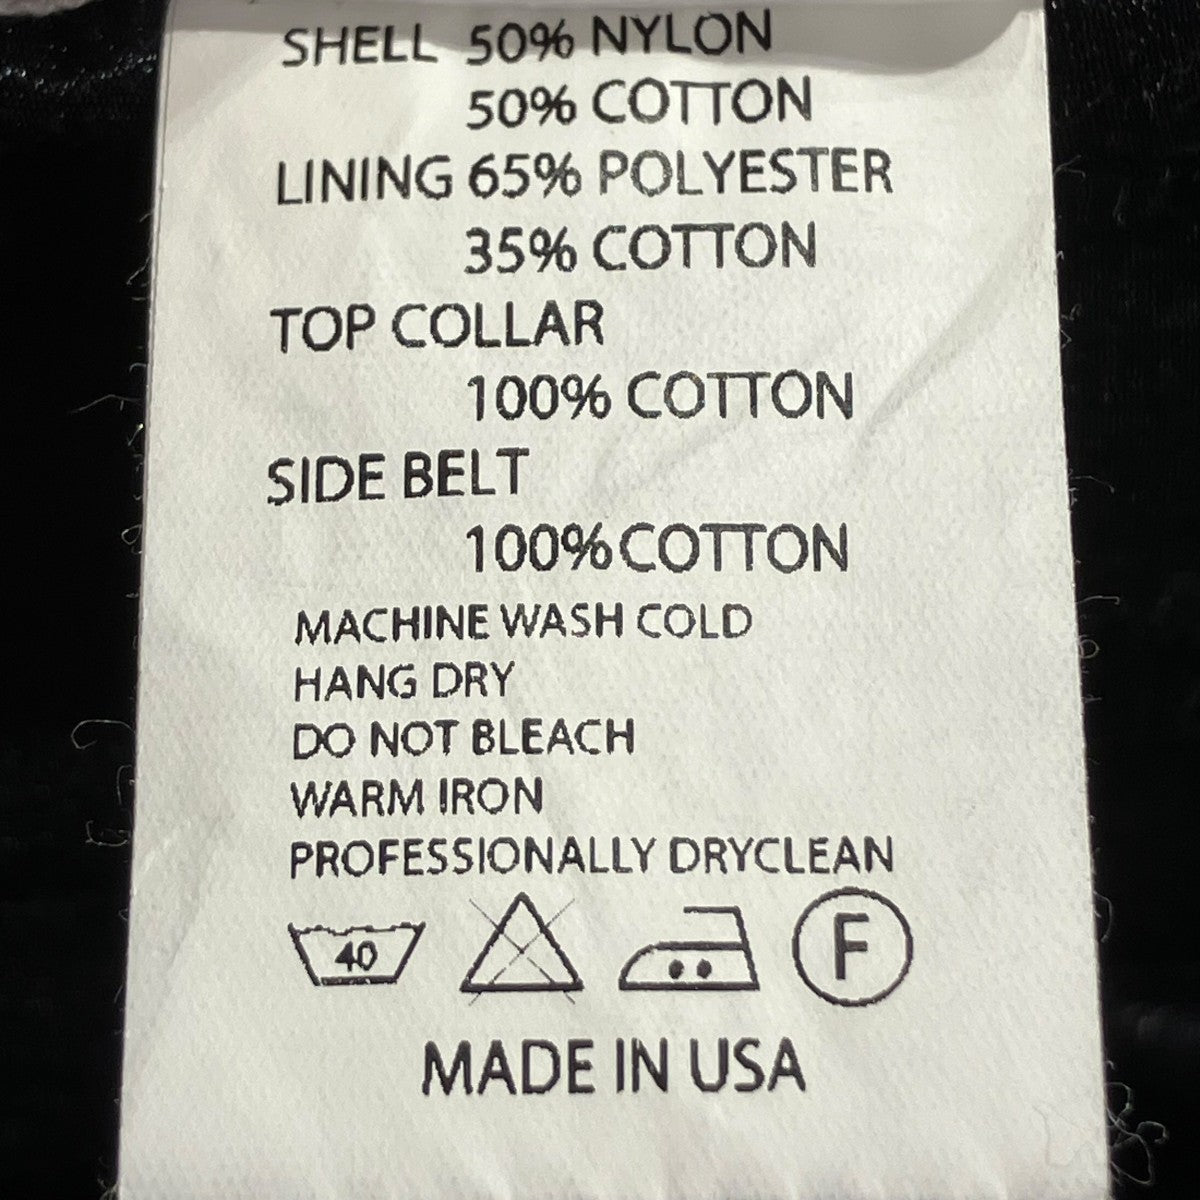 SHELL 50% NYLON
50% COTTON
LINING 65% POLYESTER
35% COTTON
TOP COLLAR
100% COTTON
SIDE BELT
100% COTTON
MACHINE WASH COLD
HANG DRY
DO NOT BLEACH
WARM IRON
PROFESSIONALLY DRYCLEAN
40 F
MADE IN USA